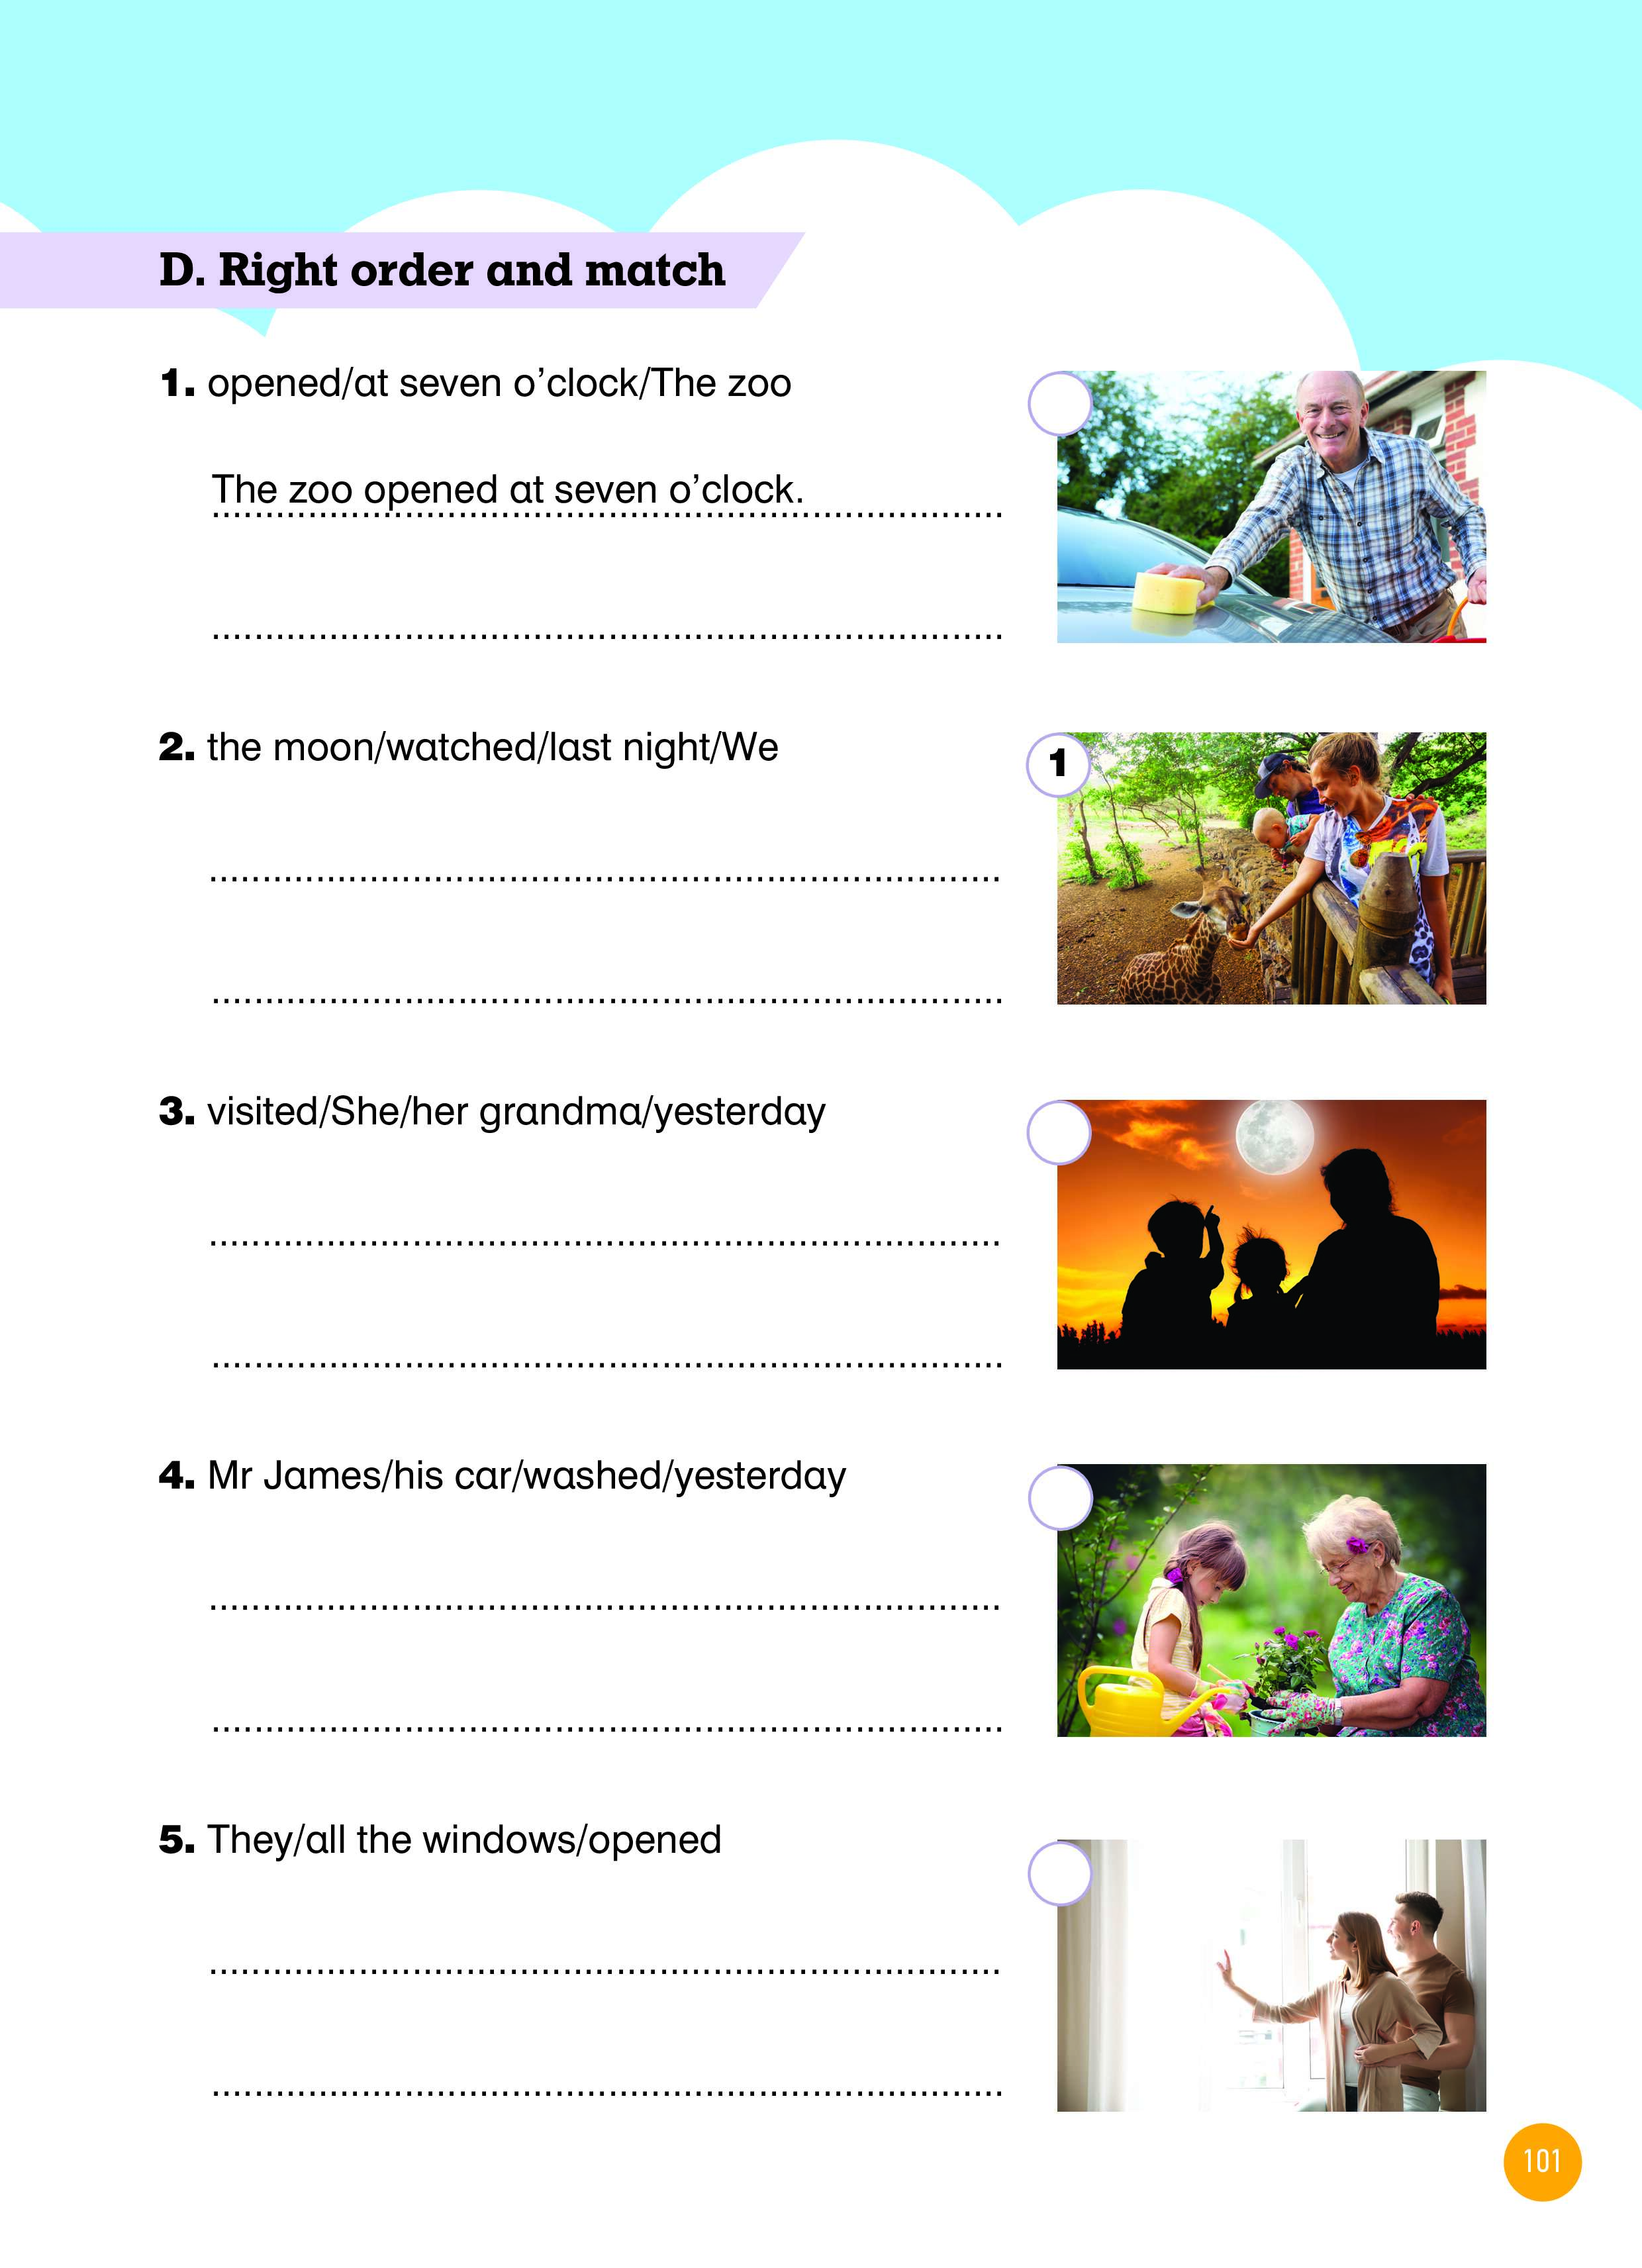 D. Right order and match
1. opened/at seven o’clock/The zoo
The zoo opened at seven o’clock.
2. the moon/watched/last night/We
1
3. visited/She/her grandma/yesterday
4. Mr James/his car/washed/yesterday
5. They/all the windows/opened
101